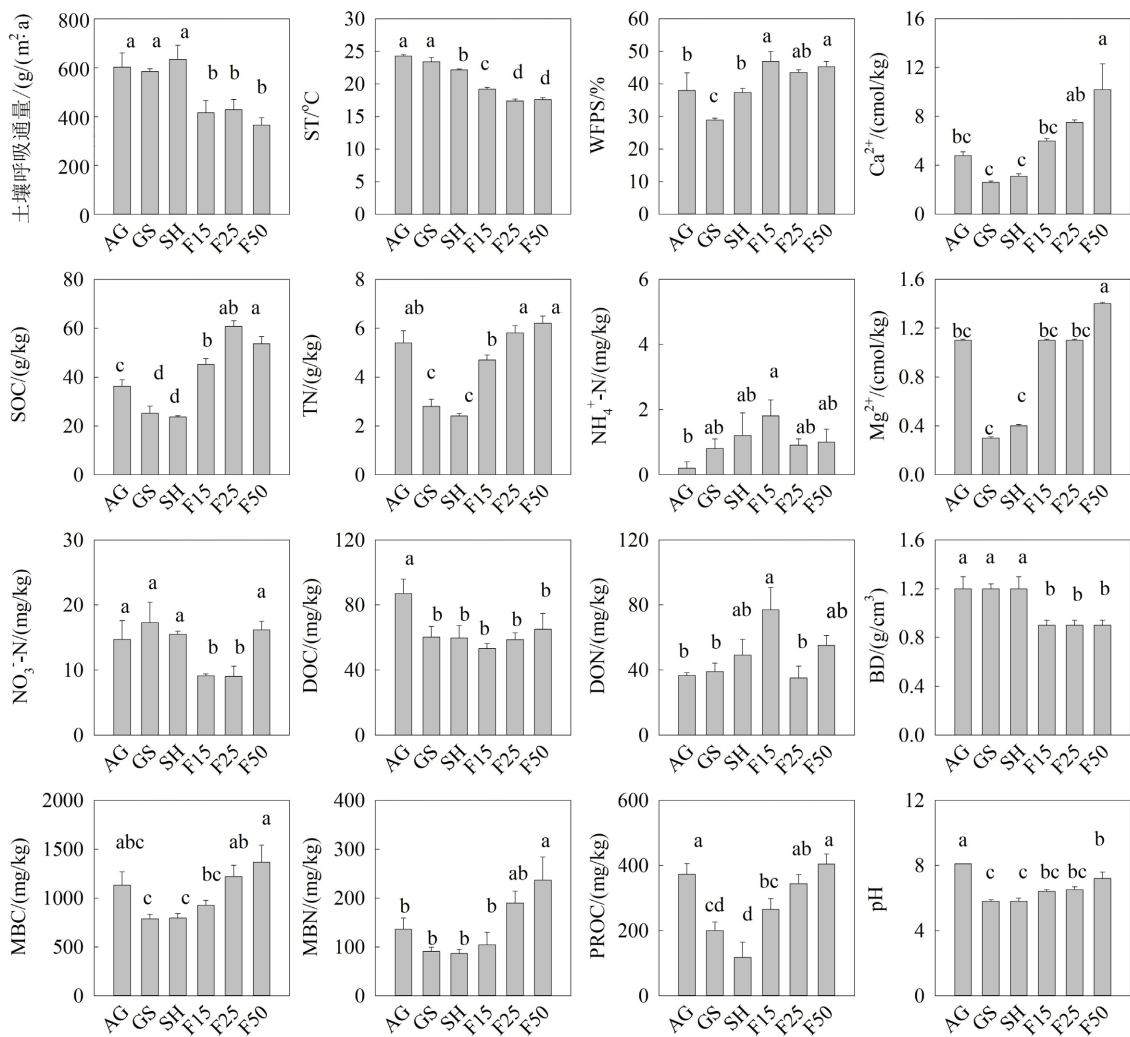 土壤呼吸通量/(g/(m²·a)
800
600
400
200
0
a a a b b b
AG GS SH F15 F25 F50
ST/°C
30
25
20
15
10
5
0
a a b c d d
AG GS SH F15 F25 F50
WFPS/%
60
50
40
30
20
10
0
b c b a ab a
AG GS SH F15 F25 F50
Ca²⁺/(cmol/kg)
16
12
8
4
0
bc c c bc ab a
AG GS SH F15 F25 F50
SOC/(g/kg)
80
60
40
20
0
c d d b ab a
AG GS SH F15 F25 F50
TN/(g/kg)
8
6
4
2
0
ab c c b a a
AG GS SH F15 F25 F50
NH₄⁺-N/(mg/kg)
6
4
2
0
b ab ab a ab ab
AG GS SH F15 F25 F50
Mg²⁺/(cmol/kg)
1.6
1.2
0.8
0.4
0.0
bc c c bc bc a
AG GS SH F15 F25 F50
NO₃⁻-N/(mg/kg)
30
20
10
0
a a a b b a
AG GS SH F15 F25 F50
DOC/(mg/kg)
120
80
40
0
a b b b b b
AG GS SH F15 F25 F50
DON/(mg/kg)
120
80
40
0
b b ab a b ab
AG GS SH F15 F25 F50
BD/(g/cm³)
1.6
1.2
0.8
0.4
0.0
a a a b b b
AG GS SH F15 F25 F50
MBC/(mg/kg)
2000
1500
1000
500
0
abc c c bc ab a
AG GS SH F15 F25 F50
MBN/(mg/kg)
400
300
200
100
0
b b b b ab a
AG GS SH F15 F25 F50
PROC/(mg/kg)
600
400
200
0
a cd d bc ab a
AG GS SH F15 F25 F50
pH
12
8
4
0
a c c bc bc b
AG GS SH F15 F25 F50